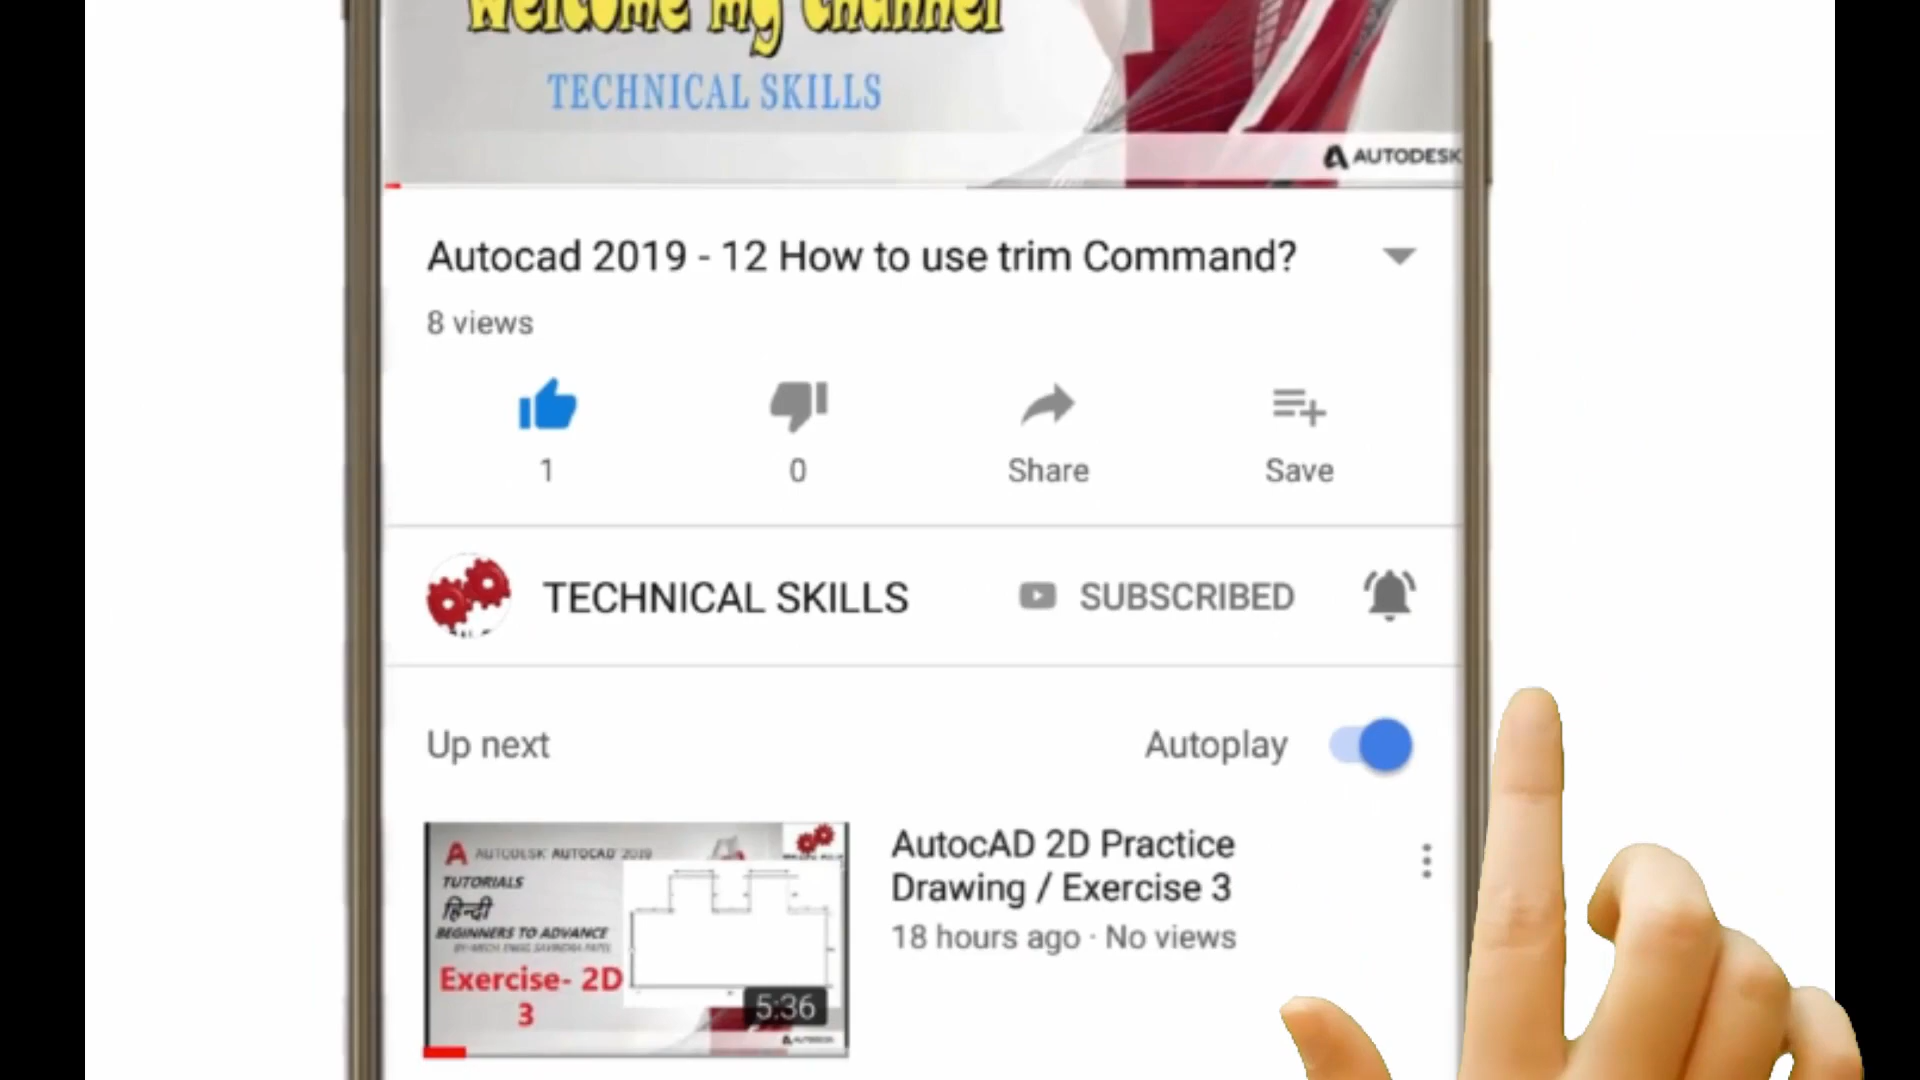 Welcome my channel
TECHNICAL SKILLS
AUTODESK
Autocad 2019 - 12 How to use trim Command?
8 views
1
0
Share
Save
TECHNICAL SKILLS
SUBSCRIBED
Up next
Autoplay
AUTODESK AUTOCAD 2019
TUTORIALS
हिन्दी
BEGINNERS TO ADVANCE
Exercise- 2D
3
5:36
AUTODESK
AutocAD 2D Practice
Drawing / Exercise 3
18 hours ago · No views